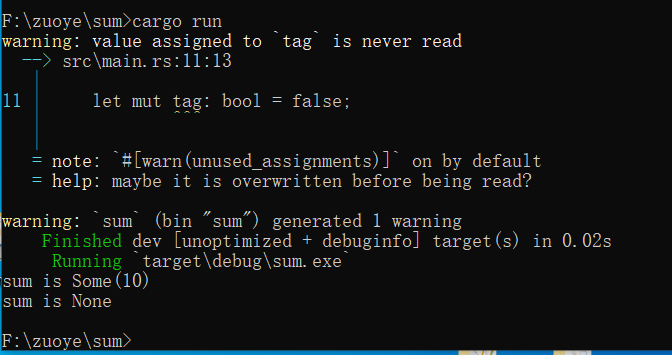 F:\zuoye\sum>cargo run
warning: value assigned to `tag` is never read
  --> src\main.rs:11:13
   |
11 |     let mut tag: bool = false;
   |             ^^^
   |
   = note: `#[warn(unused_assignments)]` on by default
   = help: maybe it is overwritten before being read?
warning: `sum` (bin "sum") generated 1 warning
    Finished dev [unoptimized + debuginfo] target(s) in 0.02s
     Running `target\debug\sum.exe`
sum is Some(10)
sum is None
F:\zuoye\sum>